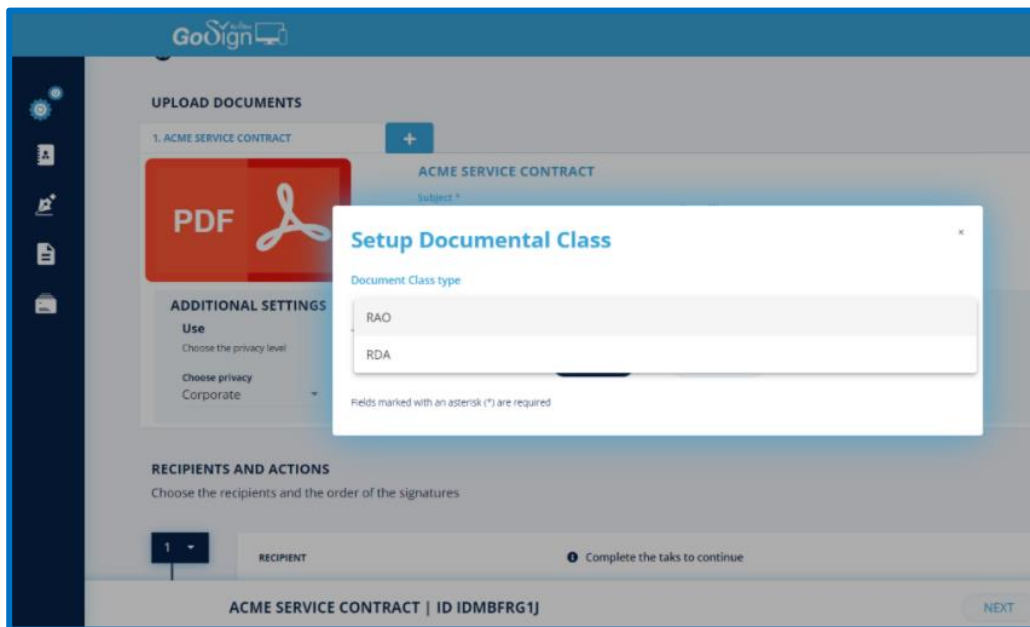 GoSign
UPLOAD DOCUMENTS
1. ACME SERVICE CONTRACT
+
ACME SERVICE CONTRACT
Subject *
PDF
Setup Documental Class
×
Document Class type
RAO
RDA
Fields marked with an asterisk (*) are required
ADDITIONAL SETTINGS
Use
Choose the privacy level
Choose privacy
Corporate
RECIPIENTS AND ACTIONS
Choose the recipients and the order of the signatures
1
RECIPIENT
Complete the taks to continue
ACME SERVICE CONTRACT | ID IDMBFRG1J
NEXT